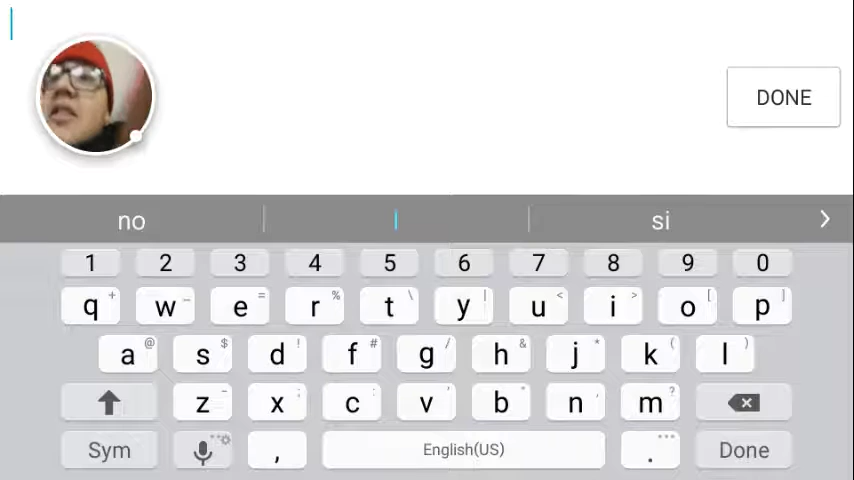 DONE
no | si >
1 2 3 4 5 6 7 8 9 0
q + w _ e = r % t \ y | u < i > o [ p ]
a @ s $ d ! f # g / h & j * k ( l )
z - x ; c : v ' b " n , m ?
Sym , English(US) . ... Done